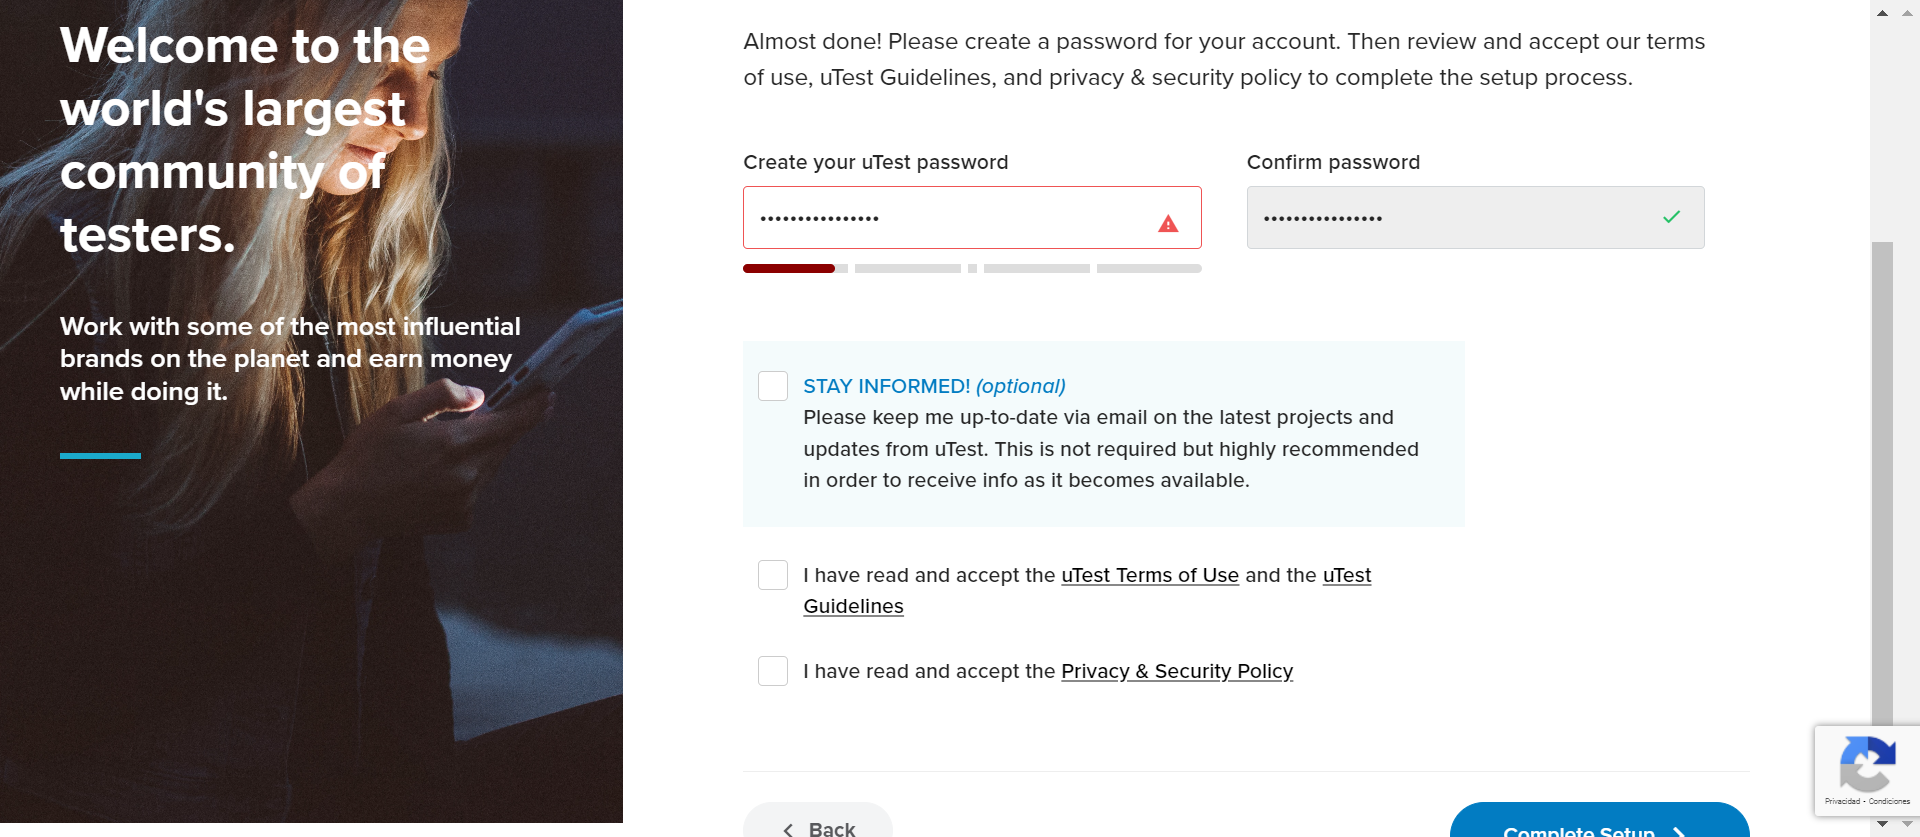 Welcome to the
world's largest
community of
testers.
Work with some of the most influential
brands on the planet and earn money
while doing it.
Almost done! Please create a password for your account. Then review and accept our terms
of use, uTest Guidelines, and privacy & security policy to complete the setup process.
Create your uTest password
Confirm password
••••••••••••••••
••••••••••••••••
STAY INFORMED! (optional)
Please keep me up-to-date via email on the latest projects and
updates from uTest. This is not required but highly recommended
in order to receive info as it becomes available.
I have read and accept the uTest Terms of Use and the uTest
Guidelines
I have read and accept the Privacy & Security Policy
Privacidad - Condiciones
Back
Complete Setup